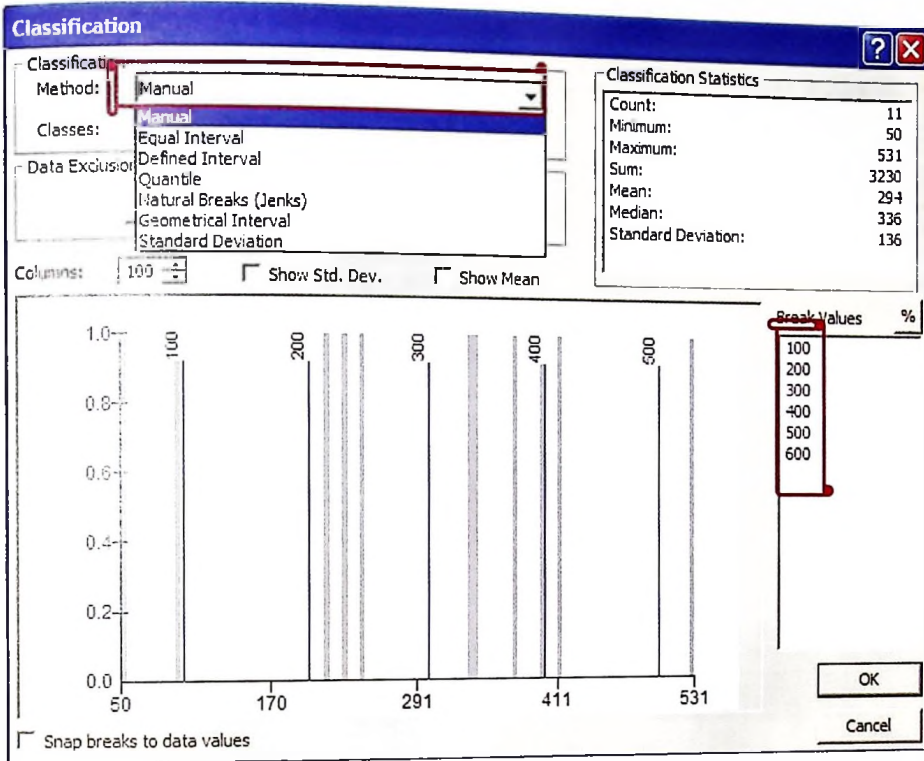 Classification
? X
Classification
Method: Manual
Manual
Equal Interval
Defined Interval
Quantile
Natural Breaks (Jenks)
Geometrical Interval
Standard Deviation
Classes:
Data Exclusion
Classification Statistics
Count: 11
Minimum: 50
Maximum: 531
Sum: 3230
Mean: 294
Median: 336
Standard Deviation: 136
Columns: 100 Show Std. Dev. Show Mean
Break Values %
100
200
300
400
500
600
100 200 300 400 500
1.0
0.8
0.6
0.4
0.2
0.0
50 170 291 411 531
OK
Cancel
Snap breaks to data values